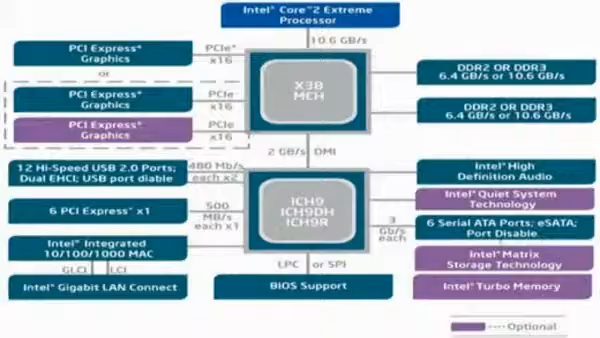 Intel® Core™2 Extreme
Processor
10.6 GB/s
PCI Express®
Graphics
PCIe®
x16
or
PCI Express®
Graphics
PCIe
x16
PCI Express®
Graphics
PCIe
x16
X38
MCH
DDR2 OR DDR3
6.4 GB/s or 10.6 GB/s
DDR2 OR DDR3
6.4 GB/s or 10.6 GB/s
2 GB/s DMI
12 Hi-Speed USB 2.0 Ports;
Dual EHCI; USB port diable
480 Mb/s
each x2
6 PCI Express® x1
500
MB/s
each x1
Intel® Integrated
10/100/1000 MAC
GLCI LCI
Intel® Gigabit LAN Connect
ICH9
ICH9DH
ICH9R
Intel® High
Definition Audio
Intel® Quiet System
Technology
3
Gb/s
each
6 Serial ATA Ports; eSATA;
Port Disable
Intel® Matrix
Storage Technology
Intel® Turbo Memory
LPC or SPI
BIOS Support
Optional